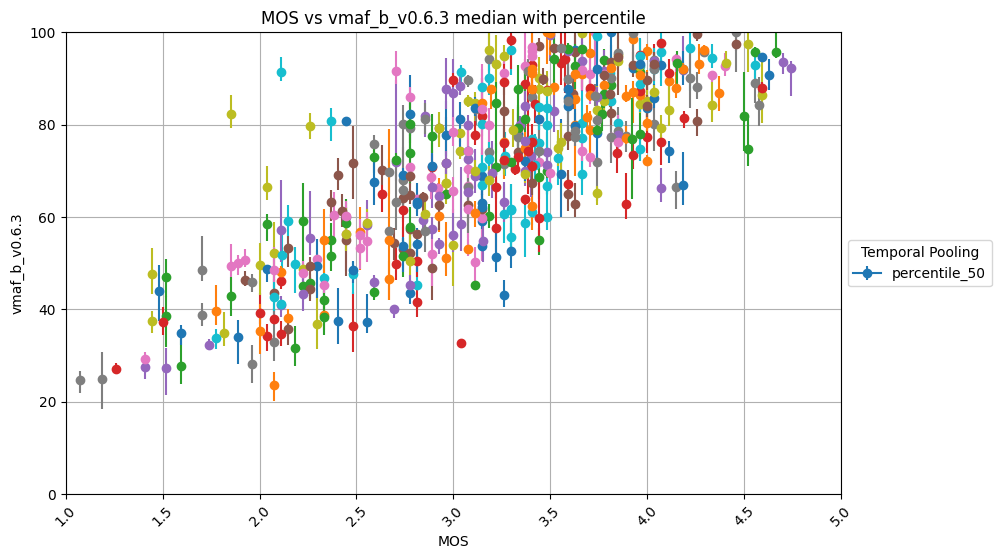 MOS vs vmaf_b_v0.6.3 median with percentile
100
80
60
40
20
0
vmaf_b_v0.6.3
1.0 1.5 2.0 2.5 3.0 3.5 4.0 4.5 5.0
MOS
Temporal Pooling
percentile_50